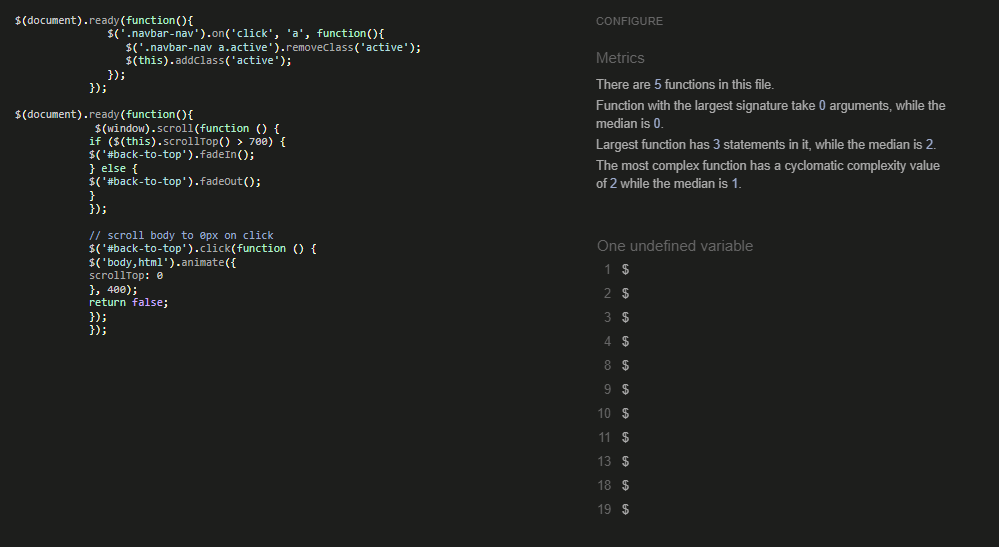 $(document).ready(function(){
$('.navbar-nav').on('click', 'a', function(){
$('.navbar-nav a.active').removeClass('active');
$(this).addClass('active');
});
});
$(document).ready(function(){
$(window).scroll(function () {
if ($(this).scrollTop() > 700) {
$('#back-to-top').fadeIn();
} else {
$('#back-to-top').fadeOut();
}
});
// scroll body to 0px on click
$('#back-to-top').click(function () {
$('body,html').animate({
scrollTop: 0
}, 400);
return false;
});
});
CONFIGURE
Metrics
There are 5 functions in this file.
Function with the largest signature take 0 arguments, while the
median is 0.
Largest function has 3 statements in it, while the median is 2.
The most complex function has a cyclomatic complexity value
of 2 while the median is 1.
One undefined variable
1 $
2 $
3 $
4 $
8 $
9 $
10 $
11 $
13 $
18 $
19 $